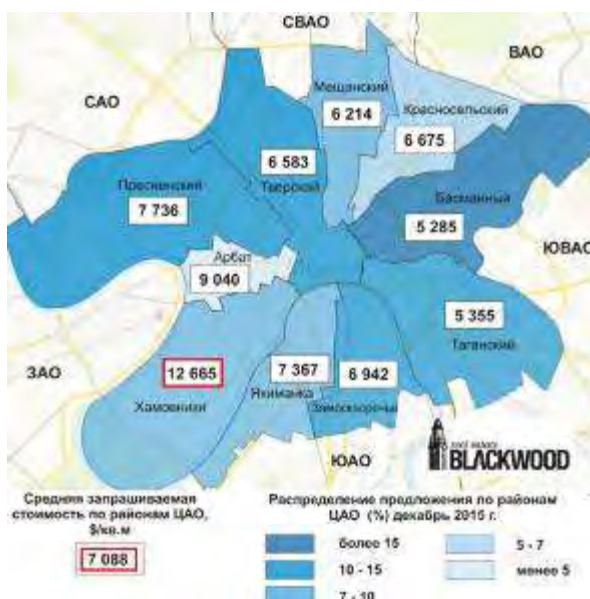 СВАО
ВАО
САО
Мещанский
6 214
Красносельский
6 675
6 583
Тверской
Пресненский
7 736
Басманный
5 285
ЮВАО
Арбат
9 040
5 355
Таганский
ЗАО
12 665
Хамовники
7 367
Якиманка
6 942
Замоскворечье
ЮАО
real estate
BLACKWOOD
Средняя запрашиваемая
стоимость по районам ЦАО,
$/кв.м
7 088
Распределение предложения по районам
ЦАО (%) декабрь 2015 г.
более 15
10 - 15
7 - 10
5 - 7
менее 5